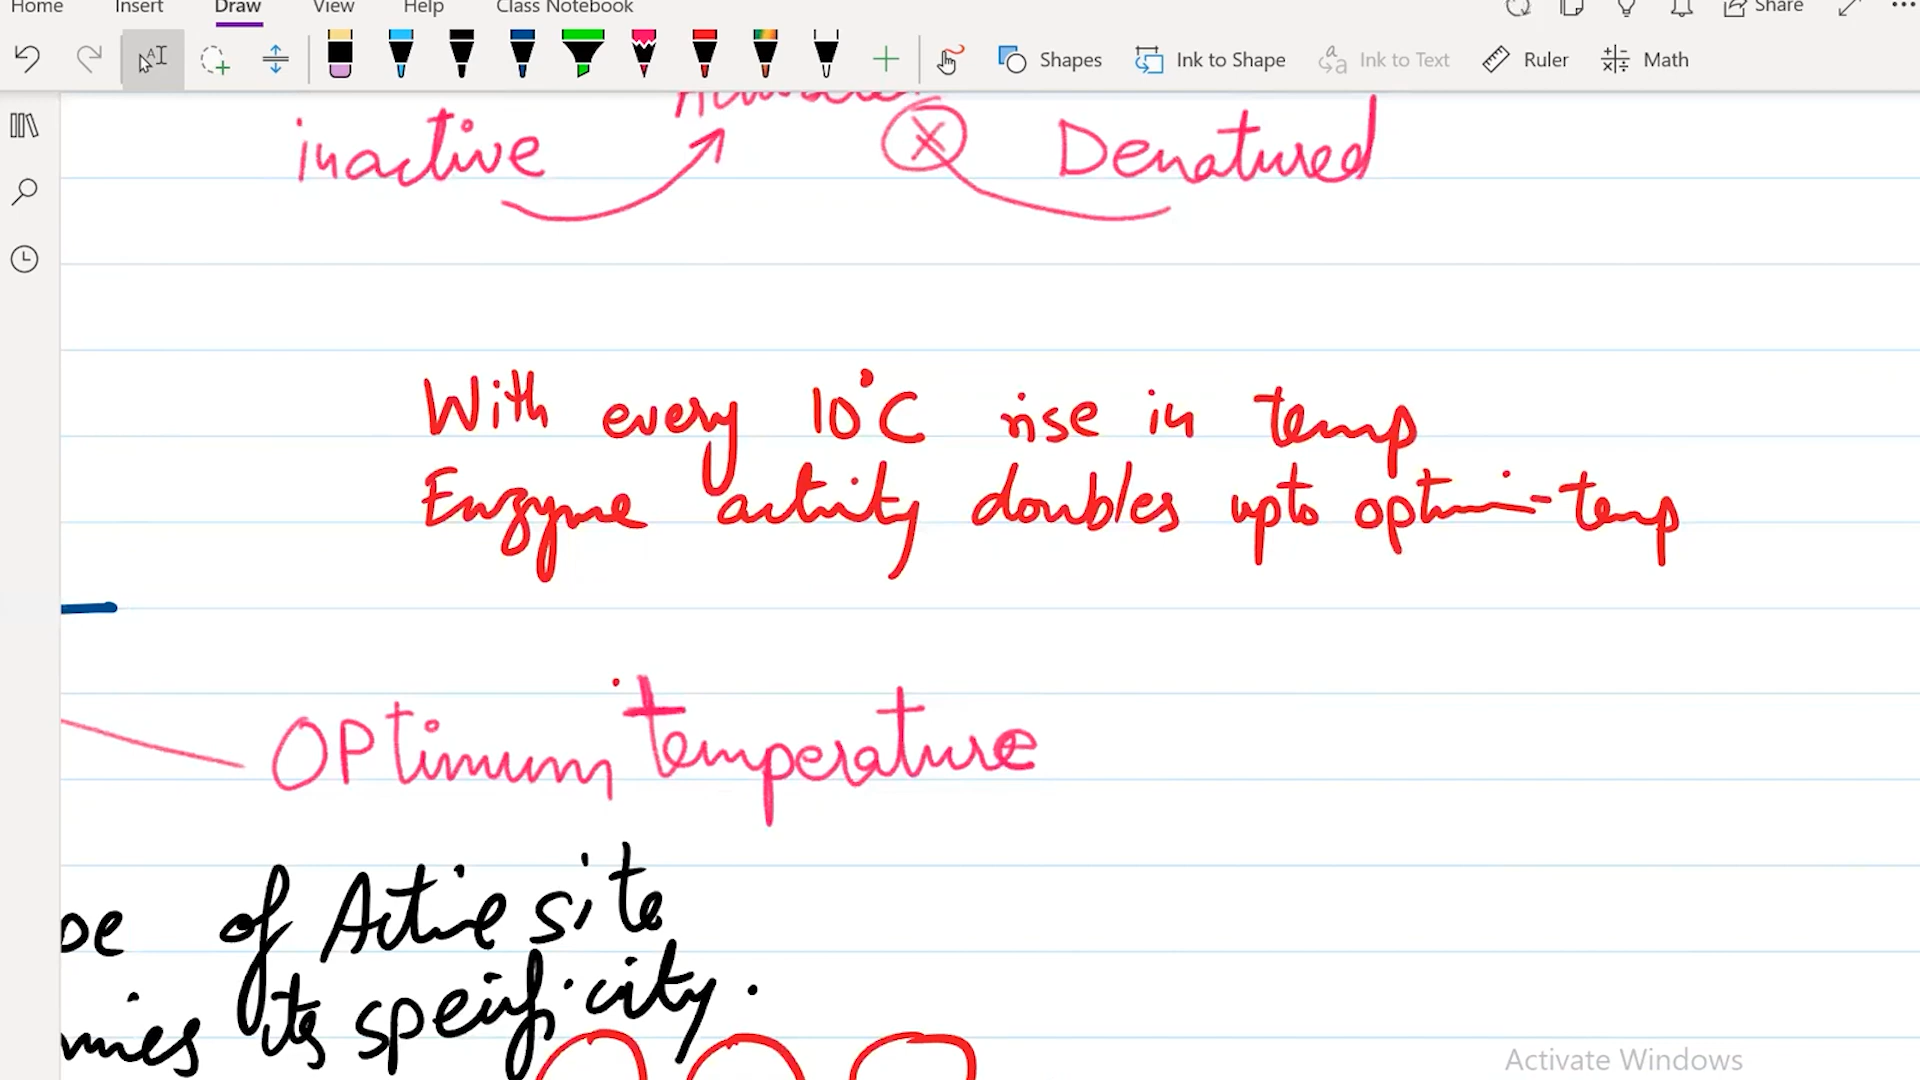 Home Insert Draw View Help Class Notebook Share
Shapes Ink to Shape Ink to Text Ruler Math
inactive Denatured
With every 10°C rise in temp
Enzyme activity doubles upto temp
OPtimum temperature
of Active site
its specificity.
Activate Windows